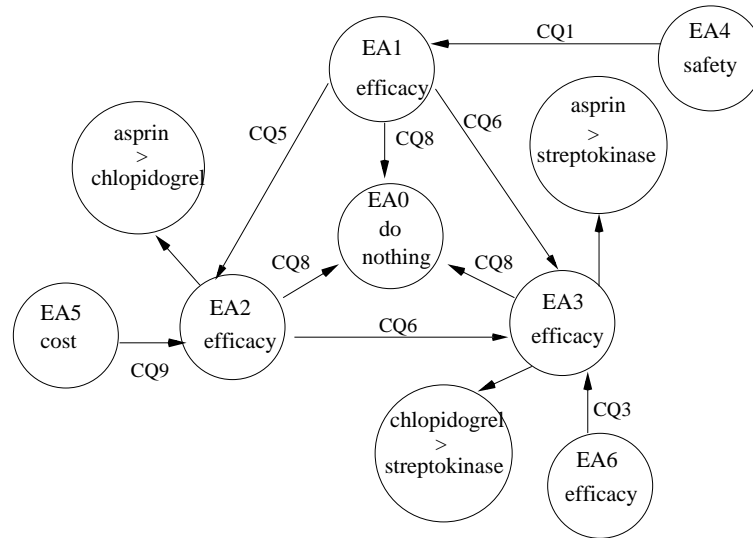 EA1
efficacy
CQ1
EA4
safety
asprin
>
chlopidogrel
CQ5
CQ8
CQ6
asprin
>
streptokinase
EA0
do
nothing
CQ8
CQ8
EA5
cost
CQ9
EA2
efficacy
CQ6
EA3
efficacy
chlopidogrel
>
streptokinase
CQ3
EA6
efficacy